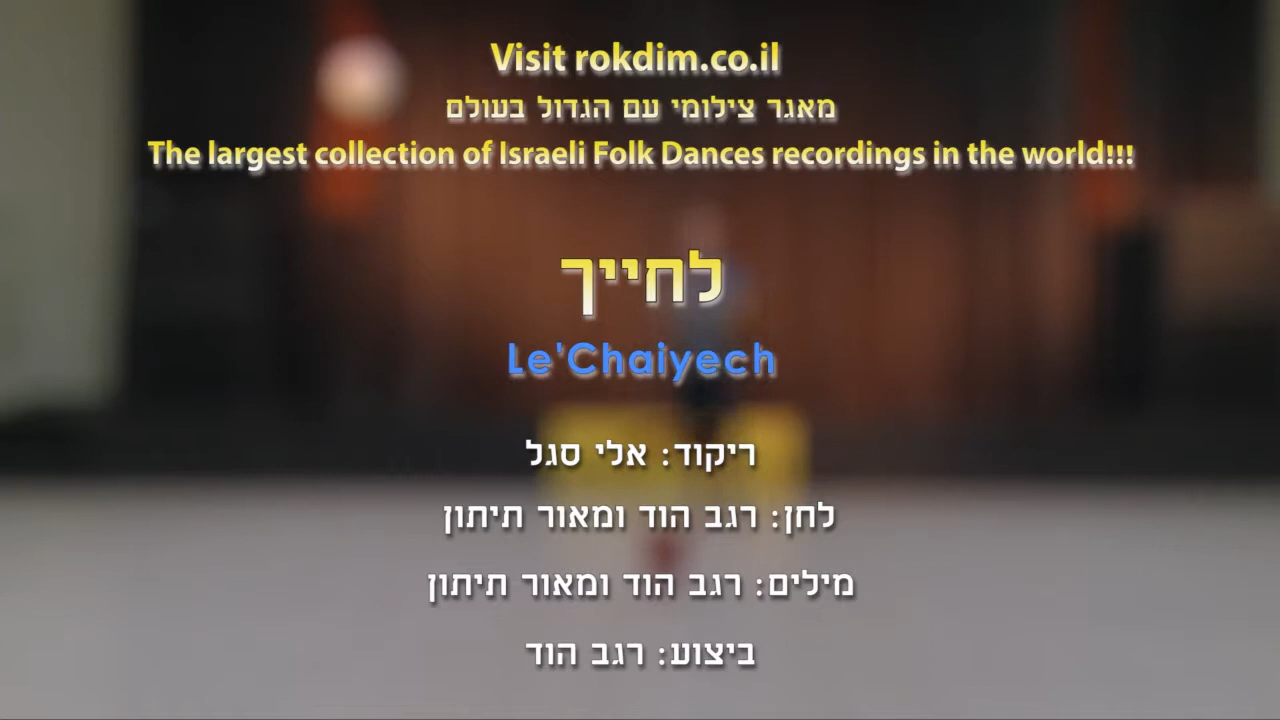 Visit rokdim.co.il
מאגר צילומי עם הגדול בעולם
The largest collection of Israeli Folk Dances recordings in the world!!!
לחייך
Le'Chaiyech
ריקוד: אלי סגל
לחן: רגב הוד ומאור תיתון
מילים: רגב הוד ומאור תיתון
ביצוע: רגב הוד